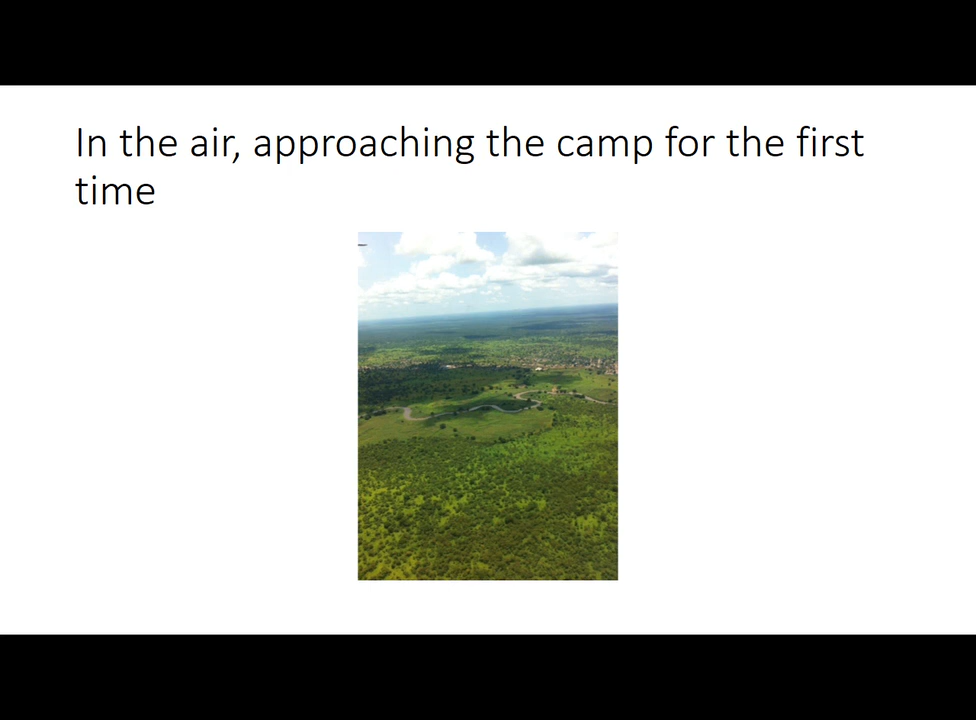 In the air, approaching the camp for the first
time